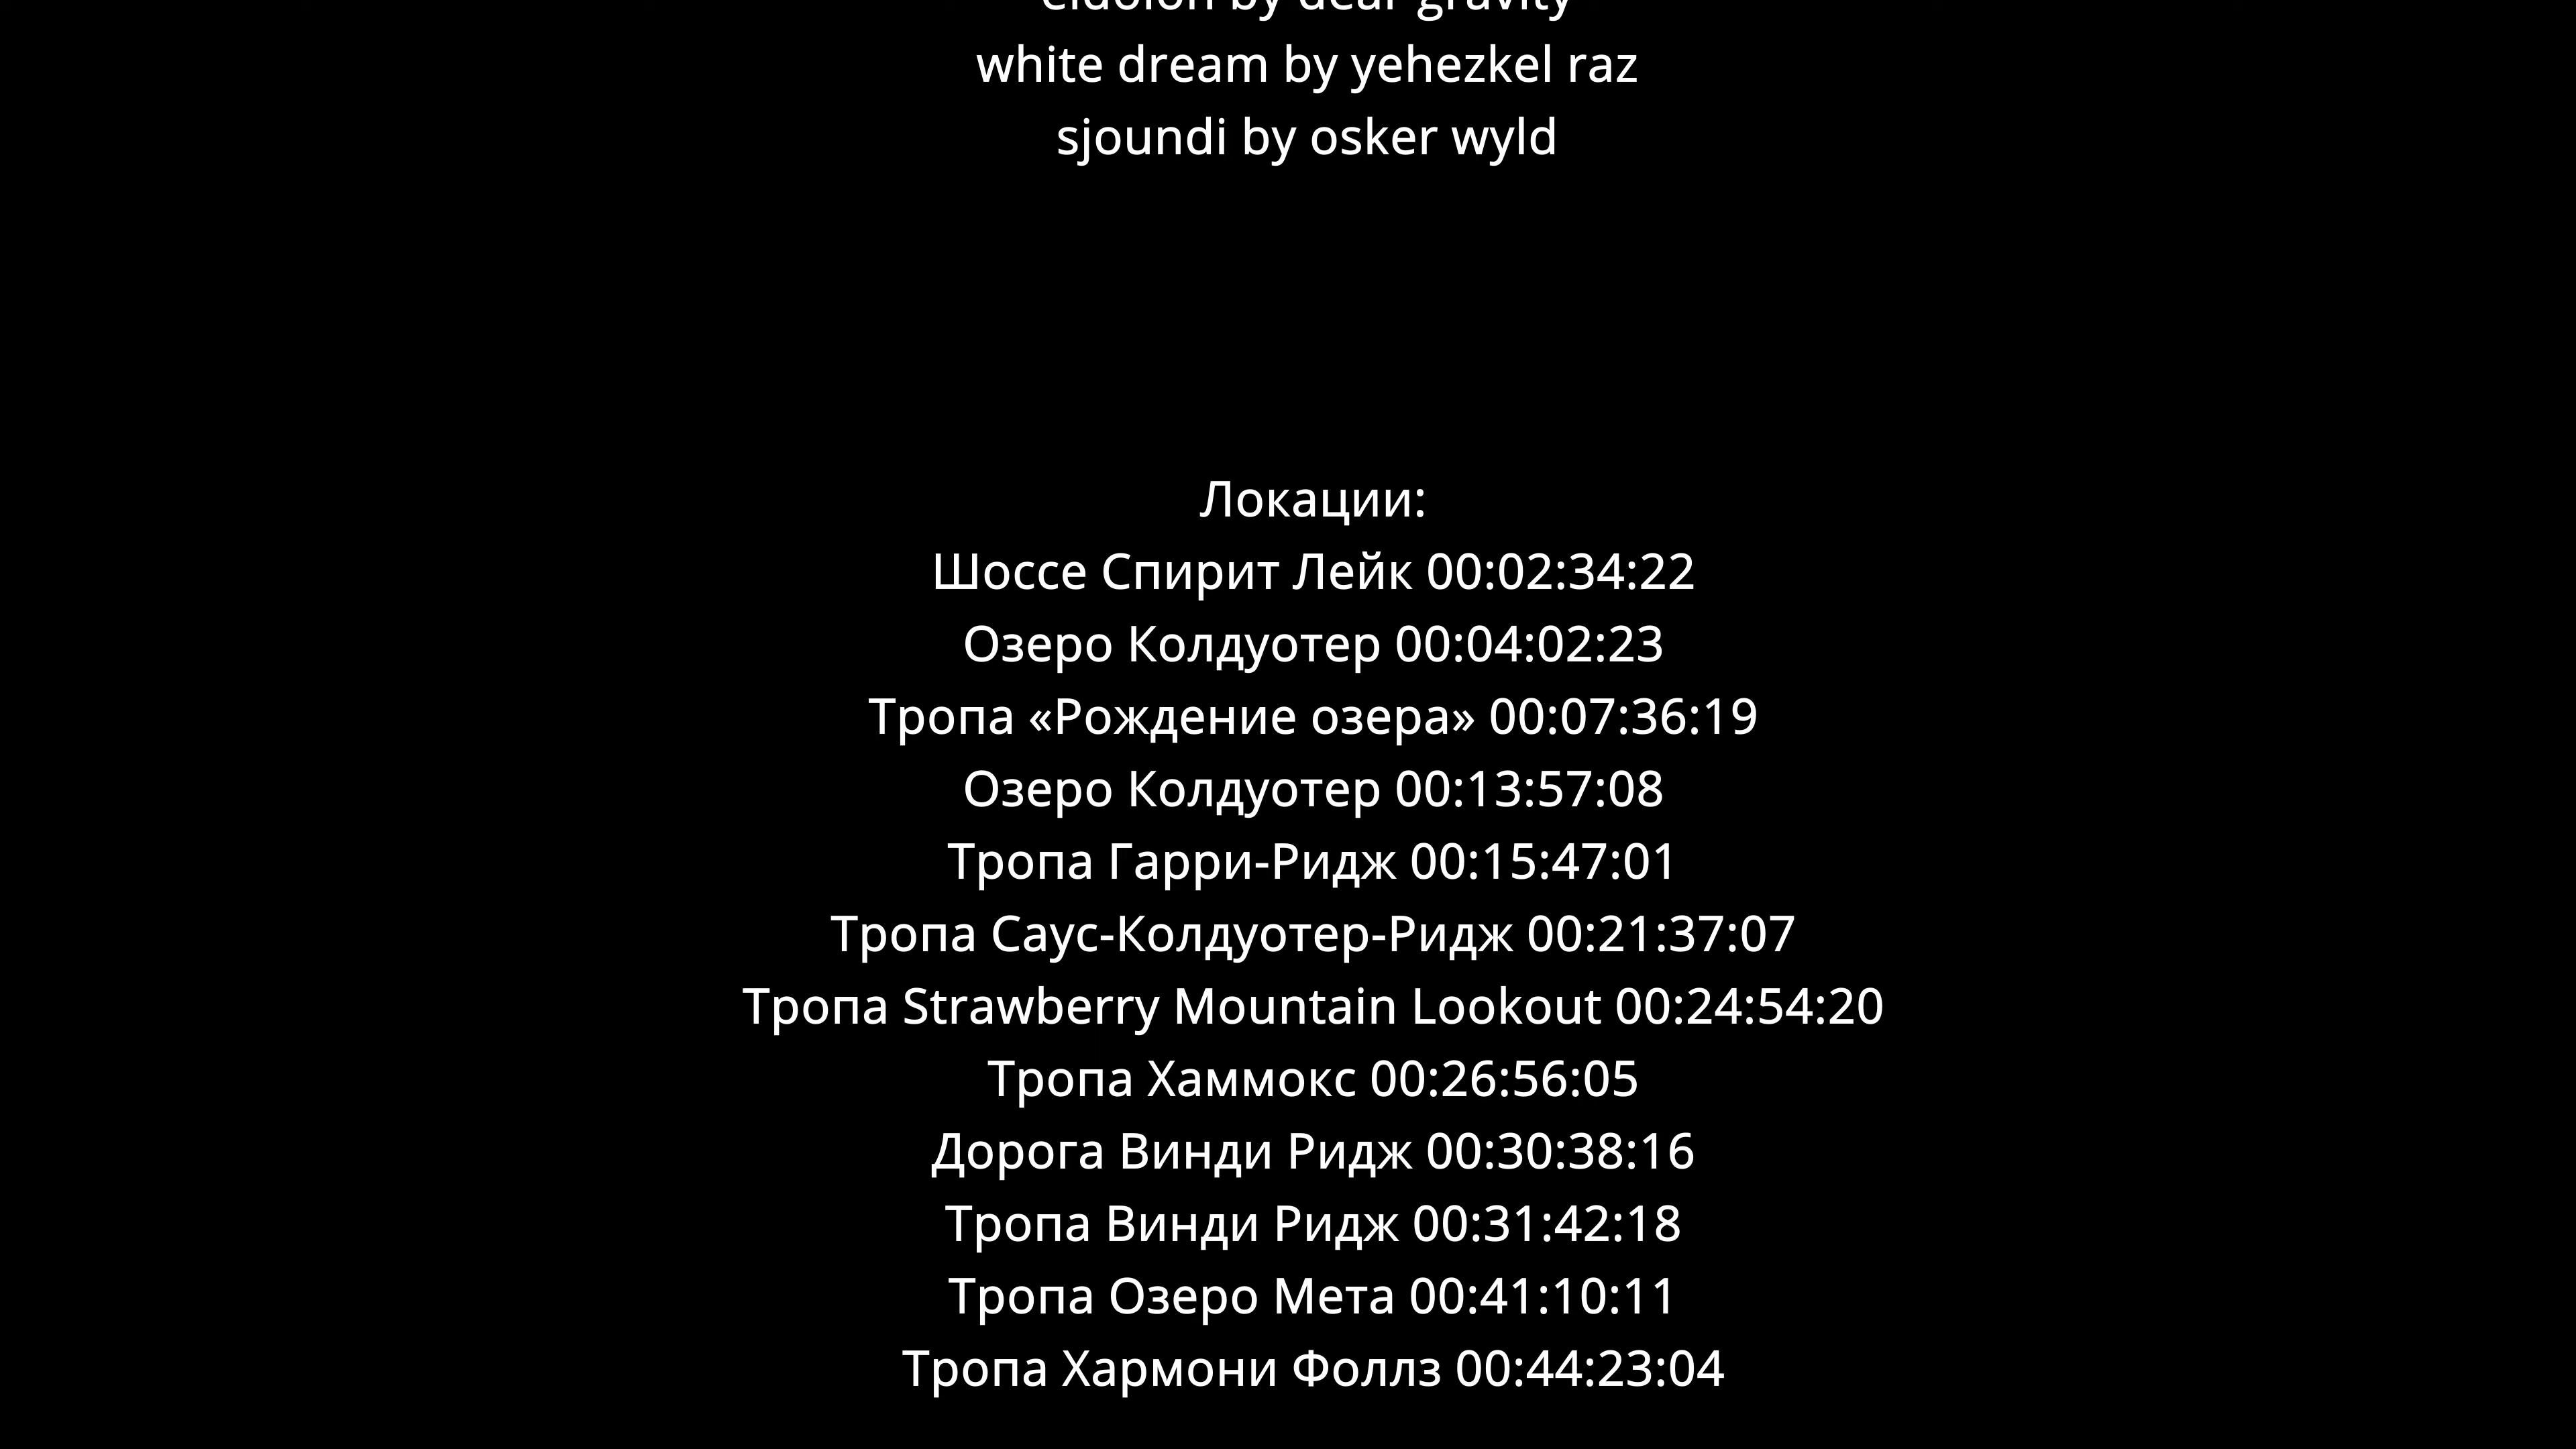 eidolon by dear gravity
white dream by yehezkel raz
sjoundi by osker wyld
Локации:
Шоссе Спирит Лейк 00:02:34:22
Озеро Колдуотер 00:04:02:23
Тропа «Рождение озера» 00:07:36:19
Озеро Колдуотер 00:13:57:08
Тропа Гарри-Ридж 00:15:47:01
Тропа Саус-Колдуотер-Ридж 00:21:37:07
Тропа Strawberry Mountain Lookout 00:24:54:20
Тропа Хаммокс 00:26:56:05
Дорога Винди Ридж 00:30:38:16
Тропа Винди Ридж 00:31:42:18
Тропа Озеро Мета 00:41:10:11
Тропа Хармони Фоллз 00:44:23:04